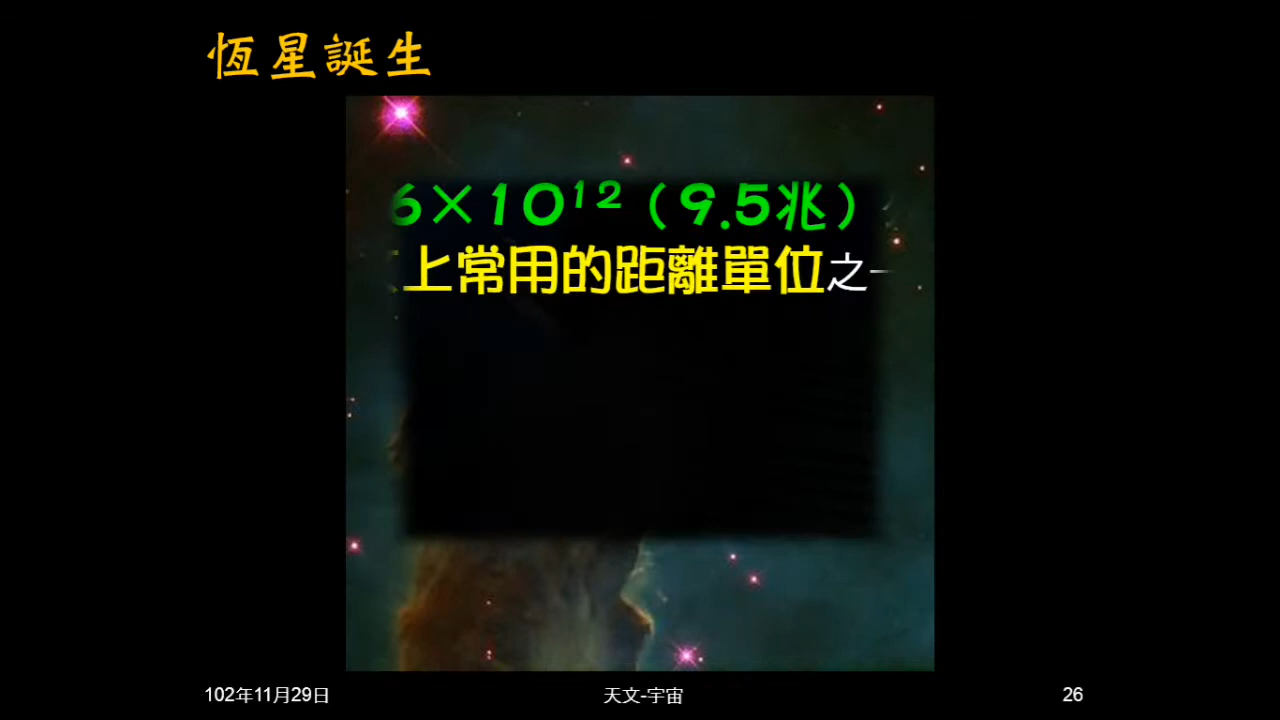 恆星誕生
6×10¹²（9.5兆）
上常用的距離單位之一
102年11月29日
天文-宇宙
26